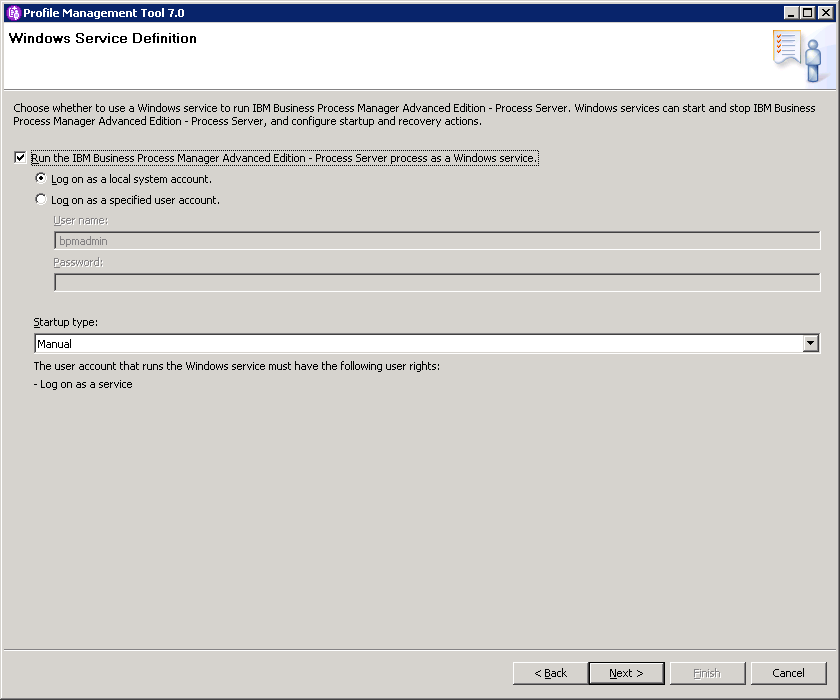 Profile Management Tool 7.0
Windows Service Definition
Choose whether to use a Windows service to run IBM Business Process Manager Advanced Edition - Process Server. Windows services can start and stop IBM Business
Process Manager Advanced Edition - Process Server, and configure startup and recovery actions.
Run the IBM Business Process Manager Advanced Edition - Process Server process as a Windows service.
Log on as a local system account.
Log on as a specified user account.
User name:
bpmadmin
Password:
Startup type:
Manual
The user account that runs the Windows service must have the following user rights:
- Log on as a service
< Back Next > Finish Cancel